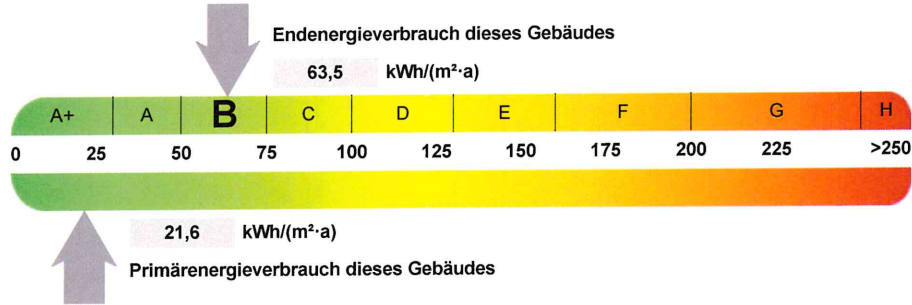 Endenergieverbrauch dieses Gebäudes
63,5 kWh/(m²·a)
A+ A B C D E F G H
0 25 50 75 100 125 150 175 200 225 >250
21,6 kWh/(m²·a)
Primärenergieverbrauch dieses Gebäudes